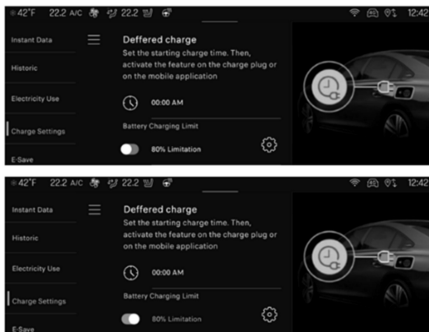 42°F 22.2 A/C 22.2 12:42
Instant Data
Deffered charge
Set the starting charge time. Then,
activate the feature on the charge plug or
on the mobile application
Historic
Electricity Use
00:00 AM
Charge Settings
Battery Charging Limit
80% Limitation
E-Save
42°F 22.2 A/C 22.2 12:42
Instant Data
Deffered charge
Set the starting charge time. Then,
activate the feature on the charge plug or
on the mobile application
Historic
Electricity Use
00:00 AM
Charge Settings
Battery Charging Limit
80% Limitation
E-Save